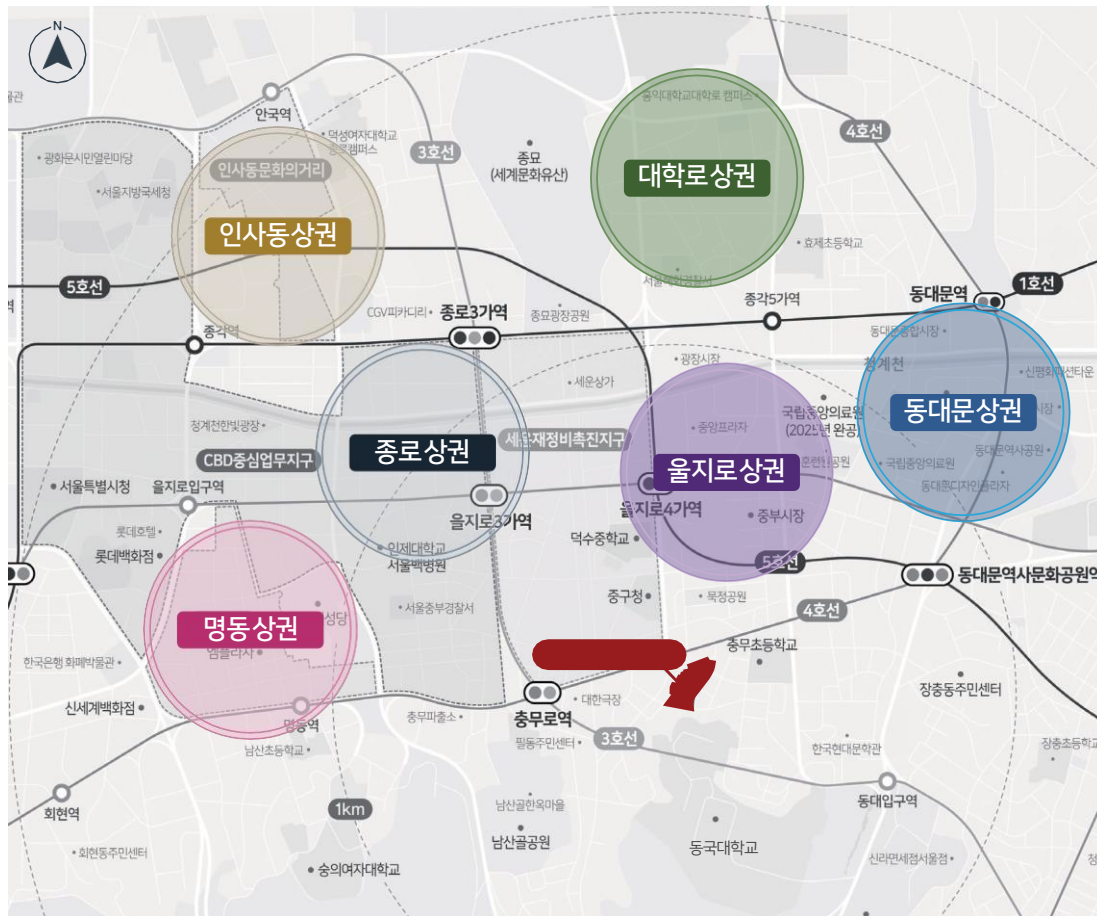 N
물관
안국역
광화문시민열린마당
서울지방국세청
인사동문화의거리
덕성여자대학교
종로캠퍼스
3호선
종묘
(세계문화유산)
홍익대학교대학로 캠퍼스
4호선
대학로상권
인사동상권
효제초등학교
5호선
1호선
동대문역
종각5가역
CGV피카디리
종로3가역
종묘광장공원
종각역
동대문종합시장
광장시장
청계천
세운상가
신평화패션타운
청계천한빛광장
국립중앙의료원
(2025년 완공)
동대문상권
중앙프라자
종로상권
세운재정비촉진지구
CBD중심업무지구
울지로상권
훈련원공원
국립중앙의료원
동대문역사공원
동대문디자인플라자
서울특별시청
을지로입구역
을지로3가역
을지로4가역
중부시장
롯데호텔
롯데백화점
인제대학교
서울백병원
덕수중학교
5호선
동대문역사문화공원역
서울중부경찰서
중구청
묵정공원
4호선
명동상권
성당
엠플라자
충무초등학교
한국은행 화폐박물관
장충동주민센터
신세계백화점
명동역
충무파출소
충무로역
대한극장
남산초등학교
필동주민센터
3호선
한국현대문학관
장충초등학교
회현역
1km
남산골한옥마을
동대입구역
남산골공원
동국대학교
회현동주민센터
숭의여자대학교
신라면세점서울점